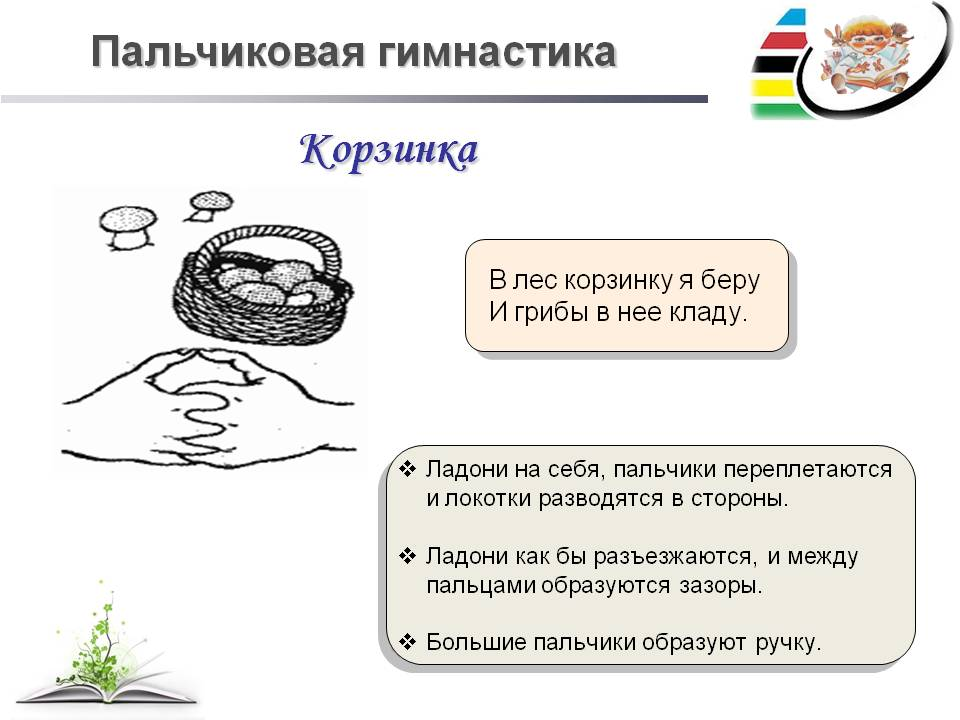 Пальчиковая гимнастика
Корзинка
В лес корзинку я беру
И грибы в нее кладу.
❖ Ладони на себя, пальчики переплетаются
и локотки разводятся в стороны.
❖ Ладони как бы разъезжаются, и между
пальцами образуются зазоры.
❖ Большие пальчики образуют ручку.